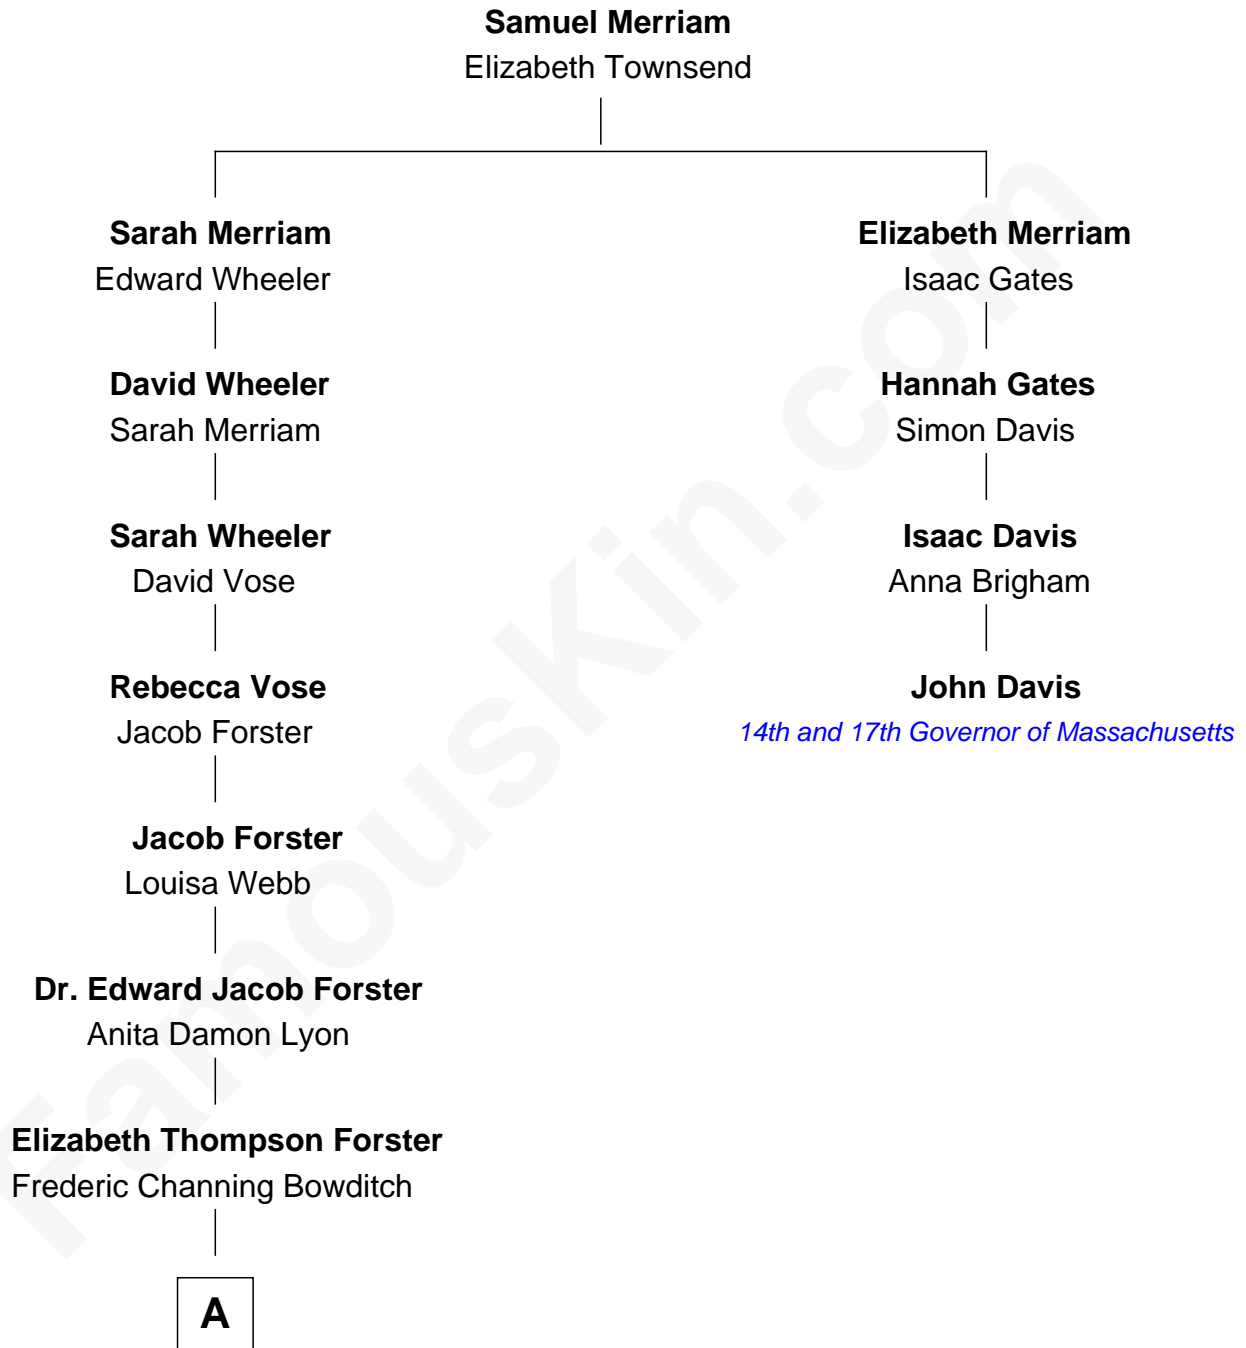 Samuel Merriam
Elizabeth Townsend
Sarah Merriam
Edward Wheeler
Elizabeth Merriam
Isaac Gates
David Wheeler
Sarah Merriam
Hannah Gates
Simon Davis
Sarah Wheeler
David Vose
Isaac Davis
Anna Brigham
Rebecca Vose
Jacob Forster
John Davis
14th and 17th Governor of Massachusetts
Jacob Forster
Louisa Webb
Dr. Edward Jacob Forster
Anita Damon Lyon
Elizabeth Thompson Forster
Frederic Channing Bowditch
A
FamousKin.com